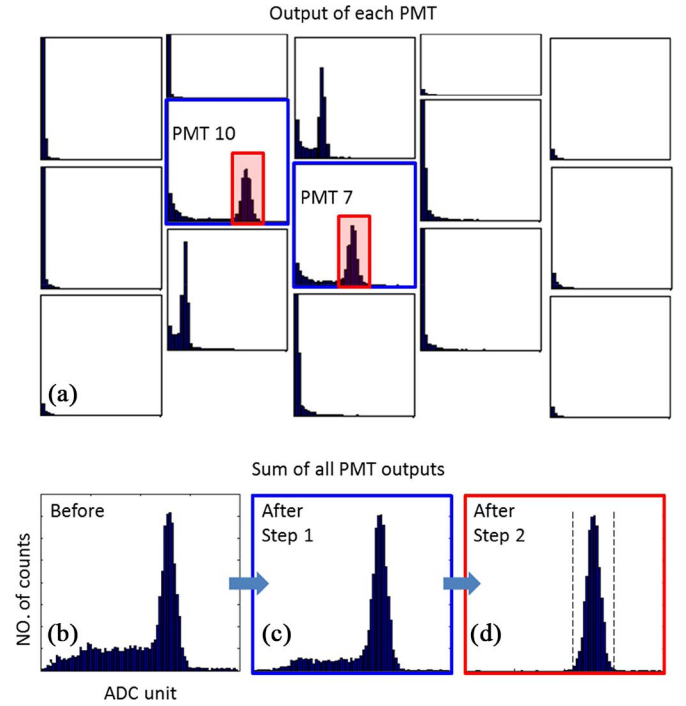 Output of each PMT
PMT 10
PMT 7
(a)
Sum of all PMT outputs
Before
After
Step 1
After
Step 2
NO. of counts
(b)
(c)
(d)
ADC unit